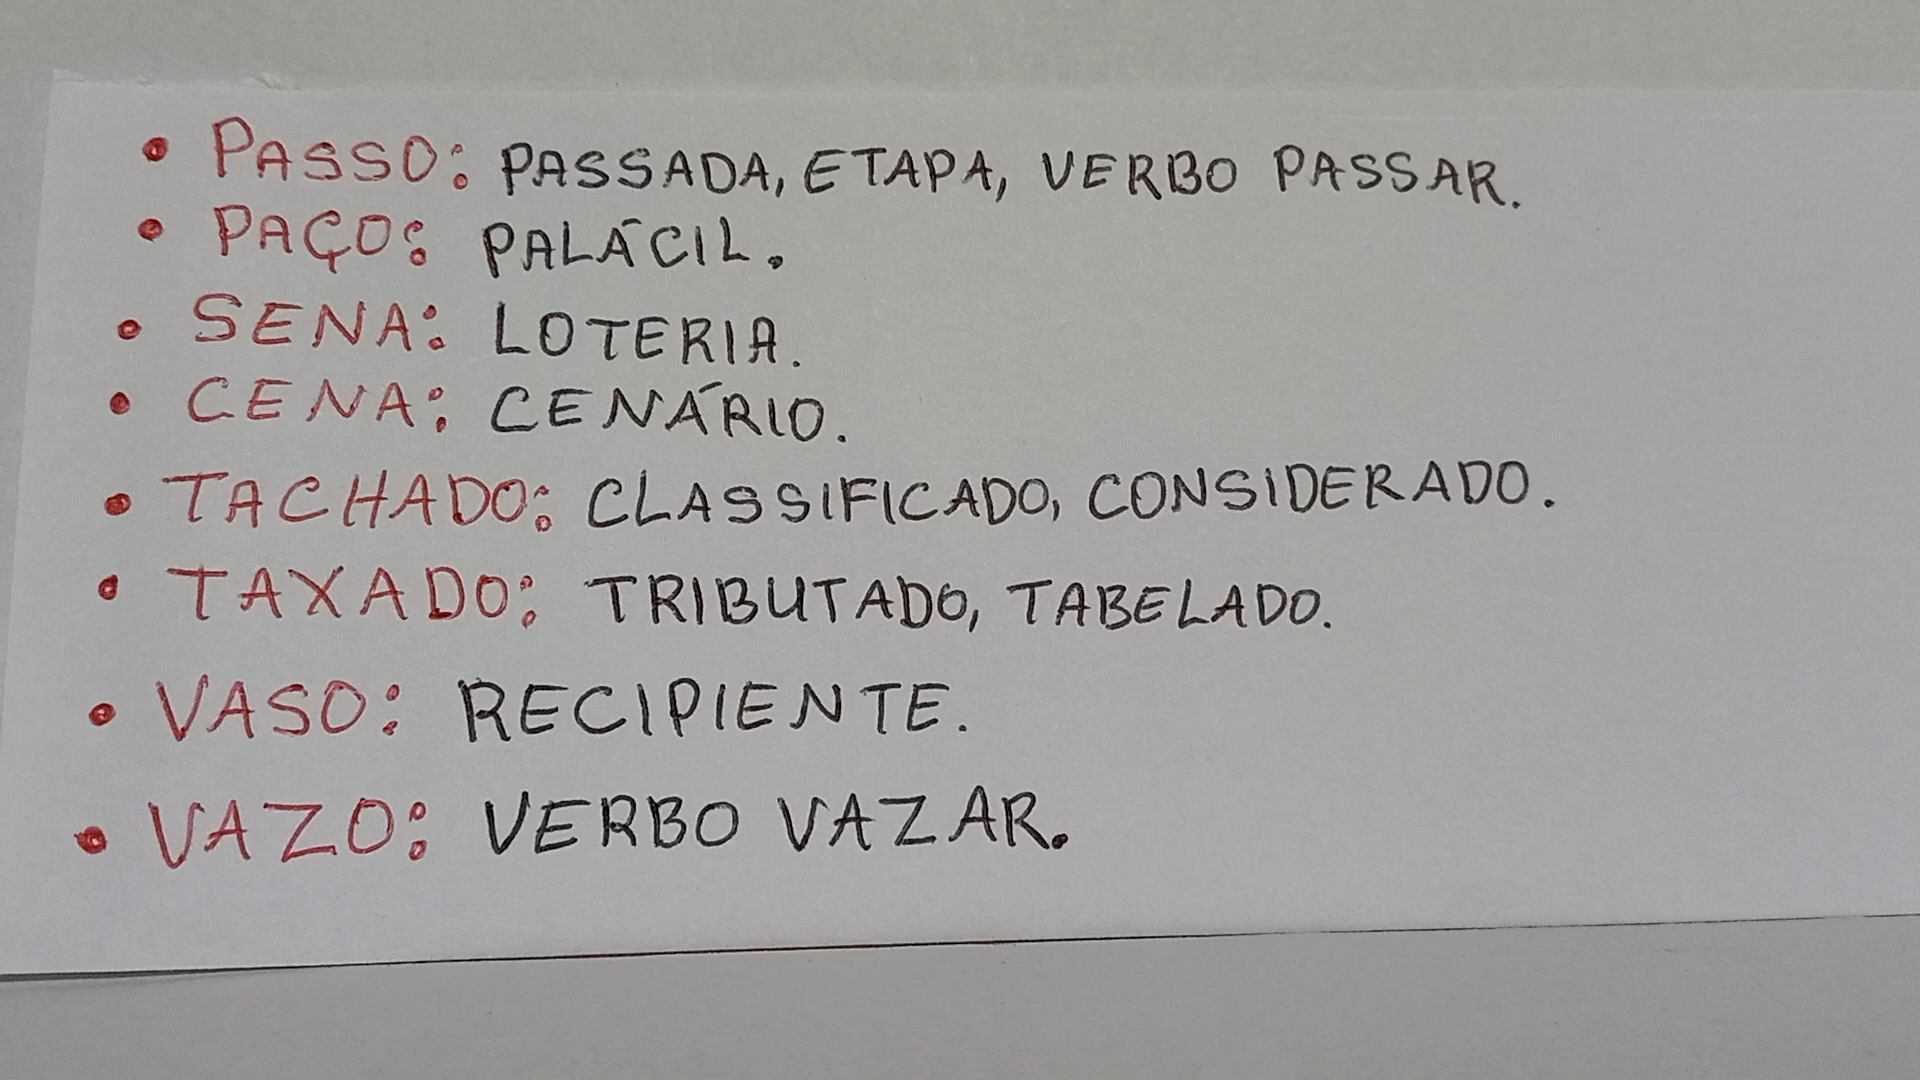 • PASSO: PASSADA, ETAPA, VERBO PASSAR.
• PAÇO: PALÁCIL.
• SENA: LOTERIA.
• CENA: CENÁRIO.
• TACHADO: CLASSIFICADO, CONSIDERADO.
• TAXADO: TRIBUTADO, TABELADO.
• VASO: RECIPIENTE.
• VAZO: VERBO VAZAR.